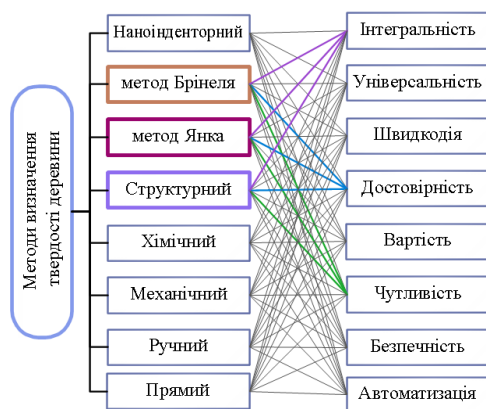 Методи визначення
твердості деревини
Наноінденторний
метод Брінеля
метод Янка
Структурний
Хімічний
Механічний
Ручний
Прямий
Інтегральність
Універсальність
Швидкодія
Достовірність
Вартість
Чутливість
Безпечність
Автоматизація